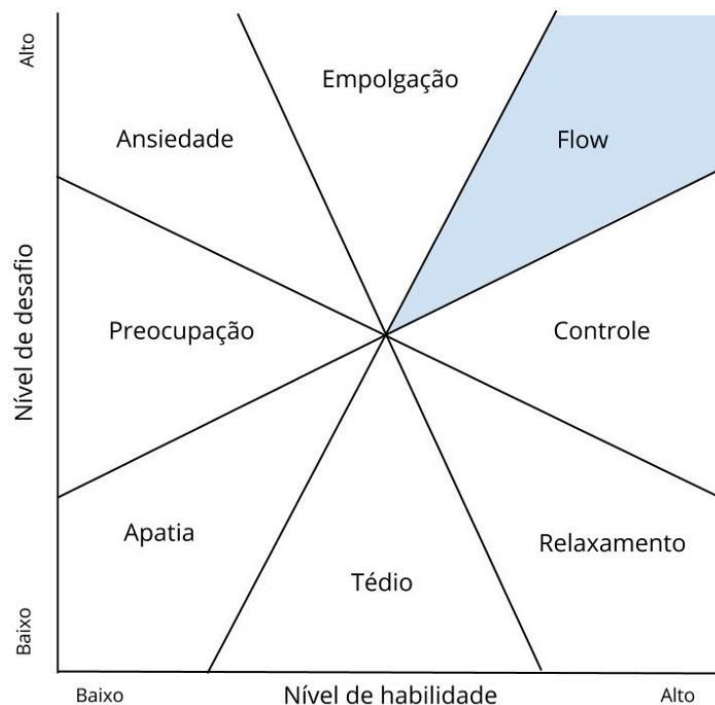 Alto
Empolgação
Ansiedade
Flow
Nível de desafio
Preocupação
Controle
Apatia
Relaxamento
Tédio
Baixo
Baixo
Nível de habilidade
Alto